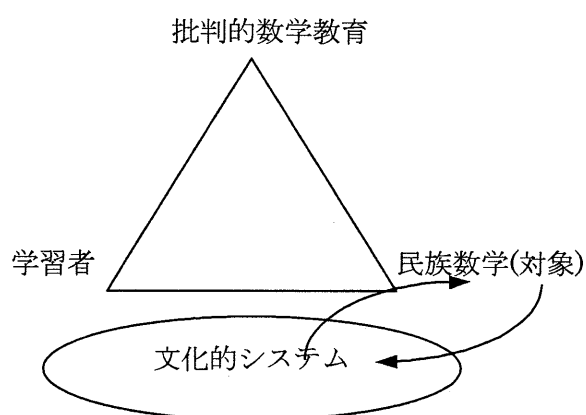 批判的数学教育
学習者
民族数学(対象)
文化的システム